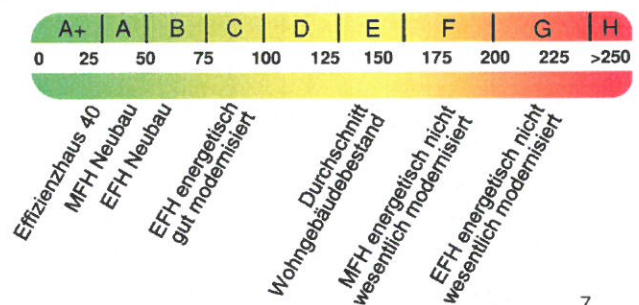 A+ A B C D E F G H
0 25 50 75 100 125 150 175 200 225 >250
Effizienzhaus 40
MFH Neubau
EFH Neubau
EFH energetisch
gut modernisiert
Durchschnitt
Wohngebäudebestand
MFH energetisch nicht
wesentlich modernisiert
EFH energetisch nicht
wesentlich modernisiert